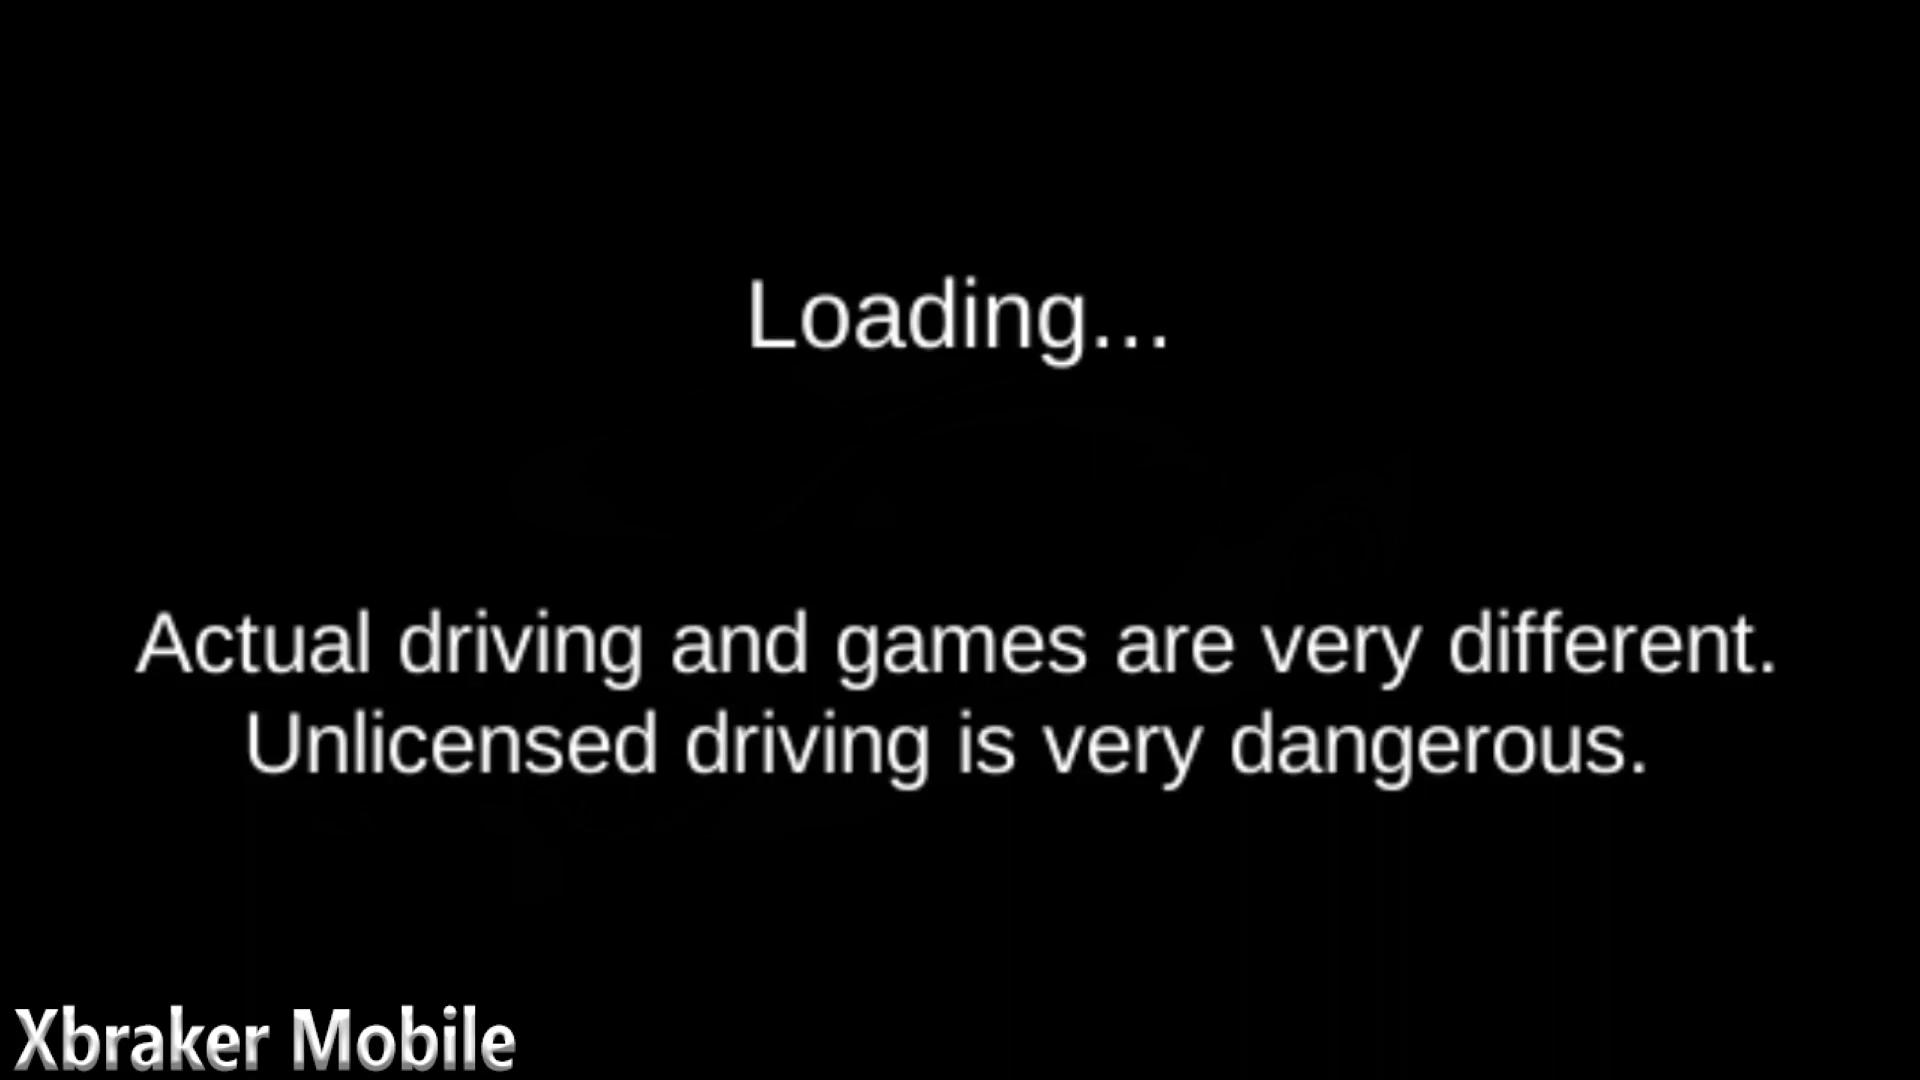 Loading...
Actual driving and games are very different.
Unlicensed driving is very dangerous.
Xbraker Mobile